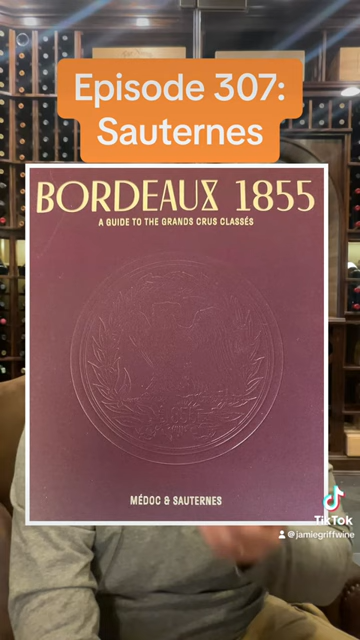 Episode 307:
Sauternes
BORDEAUX 1855
A GUIDE TO THE GRANDS CRUS CLASSÉS
MÉDOC & SAUTERNES
TikTok
@jamiegriffwine